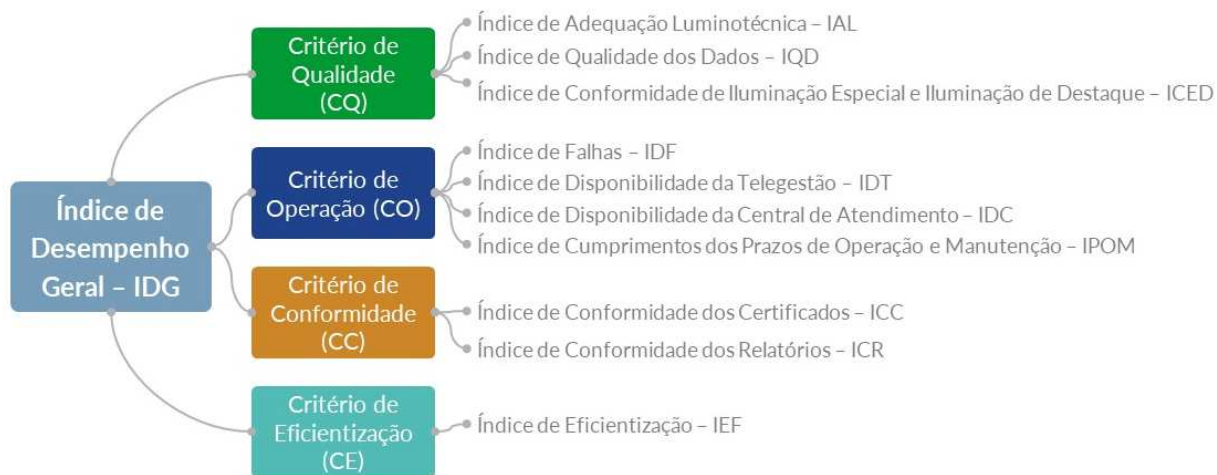 Índice de
Desempenho
Geral – IDG
Critério de
Qualidade
(CQ)
Índice de Adequação Luminotécnica – IAL
Índice de Qualidade dos Dados – IQD
Índice de Conformidade de Iluminação Especial e Iluminação de Destaque – ICED
Critério de
Operação (CO)
Índice de Falhas – IDF
Índice de Disponibilidade da Telegestão – IDT
Índice de Disponibilidade da Central de Atendimento – IDC
Índice de Cumprimentos dos Prazos de Operação e Manutenção – IPOM
Critério de
Conformidade
(CC)
Índice de Conformidade dos Certificados – ICC
Índice de Conformidade dos Relatórios – ICR
Critério de
Eficientização
(CE)
Índice de Eficientização – IEF